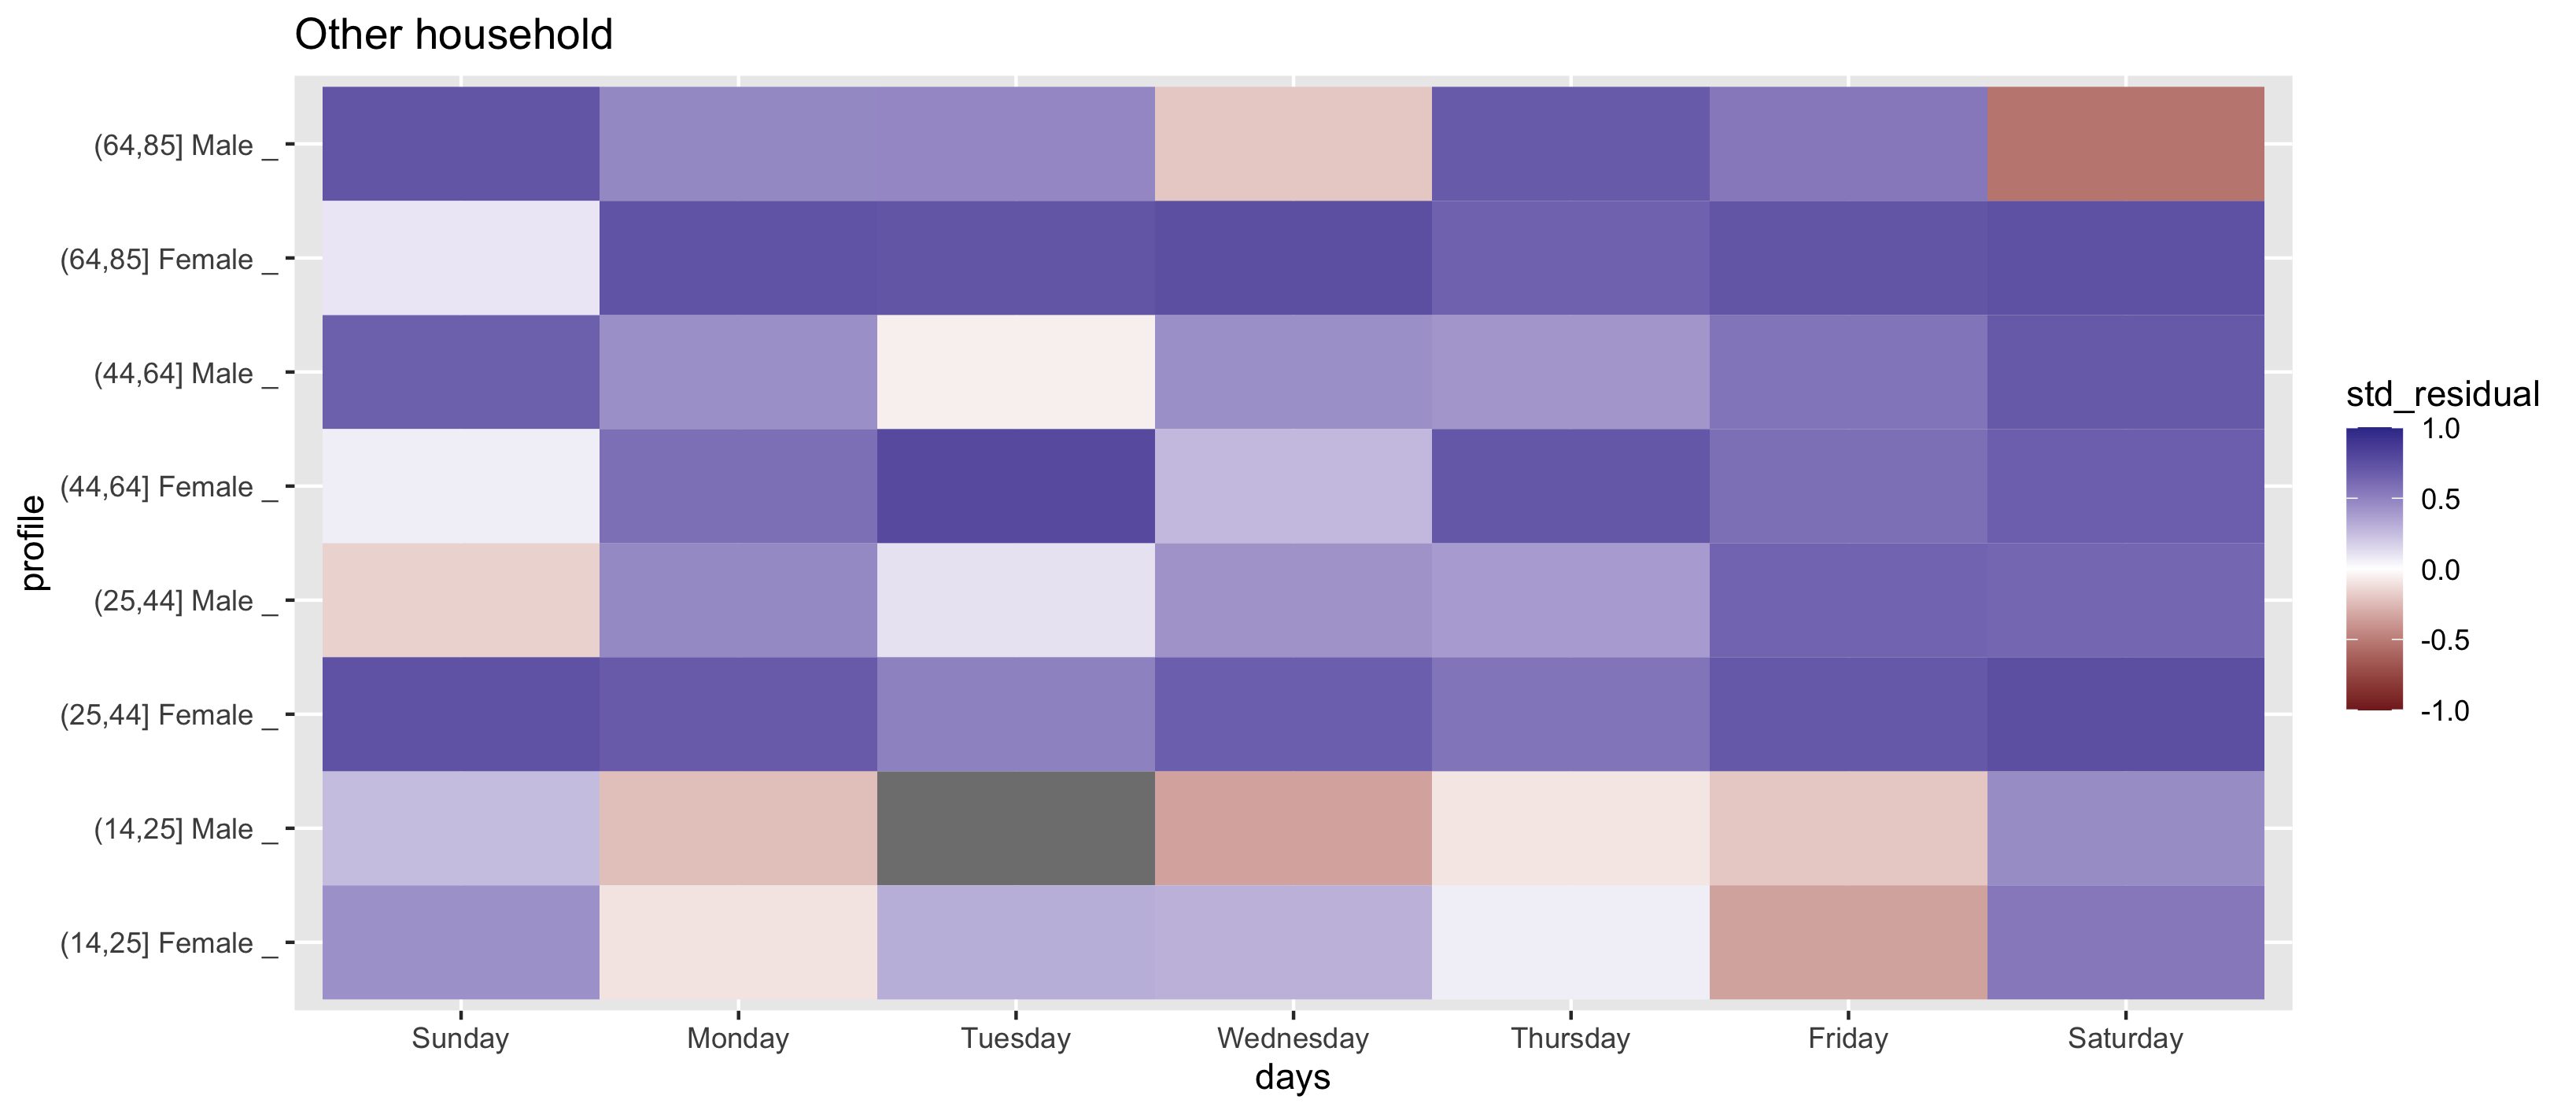 Other household
profile
(64,85] Male _
(64,85] Female _
(44,64] Male _
(44,64] Female _
(25,44] Male _
(25,44] Female _
(14,25] Male _
(14,25] Female _
Sunday Monday Tuesday Wednesday Thursday Friday Saturday
days
std_residual
1.0
0.5
0.0
-0.5
-1.0